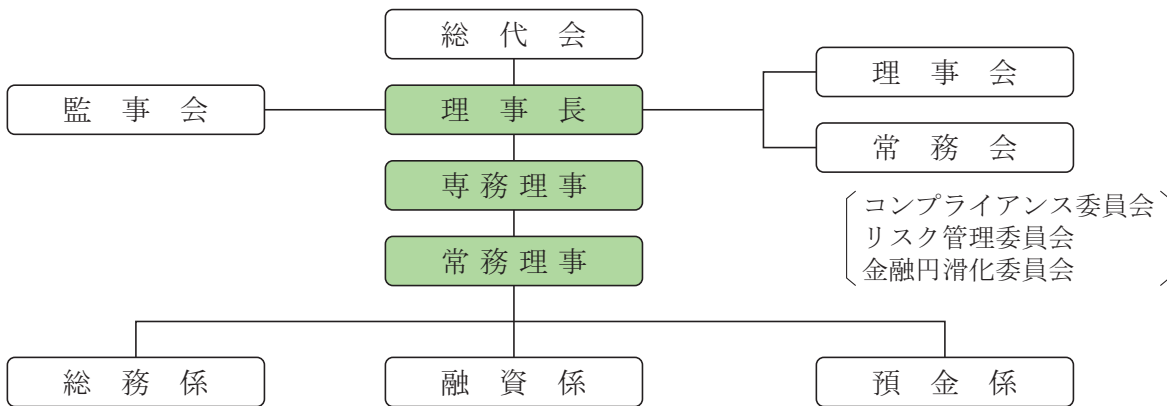 総代会
監事会
理事長
理事会
常務会
専務理事
常務理事
コンプライアンス委員会
リスク管理委員会
金融円滑化委員会
総務係
融資係
預金係